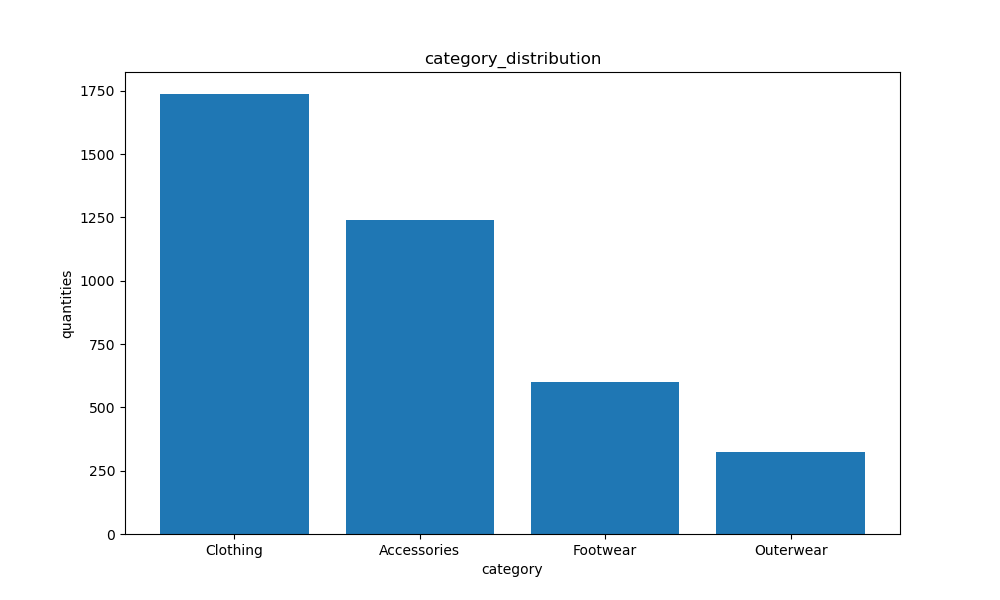 category_distribution
1750
1500
1250
1000
750
500
250
0
quantities
Clothing Accessories Footwear Outerwear
category